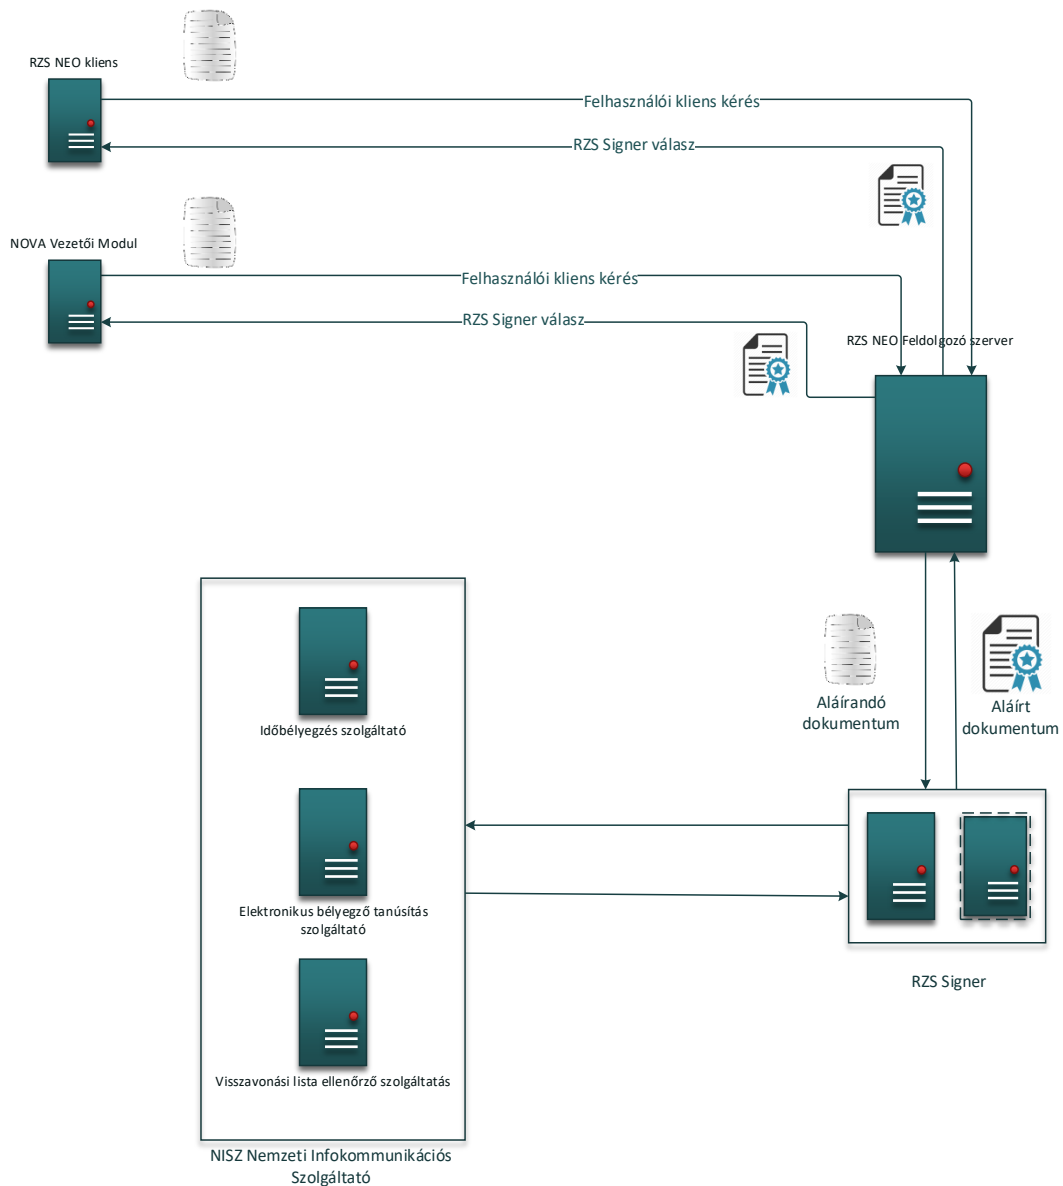 RZS NEO kliens
Felhasználói kliens kérés
RZS Signer válasz
NOVA Vezetői Modul
Felhasználói kliens kérés
RZS Signer válasz
RZS NEO Feldolgozó szerver
Aláírandó
dokumentum
Aláírt
dokumentum
Időbélyegzés szolgáltató
Elektronikus bélyegző tanúsítás
szolgáltató
Visszavonási lista ellenőrző szolgáltatás
RZS Signer
NISZ Nemzeti Infokommunikációs
Szolgáltató